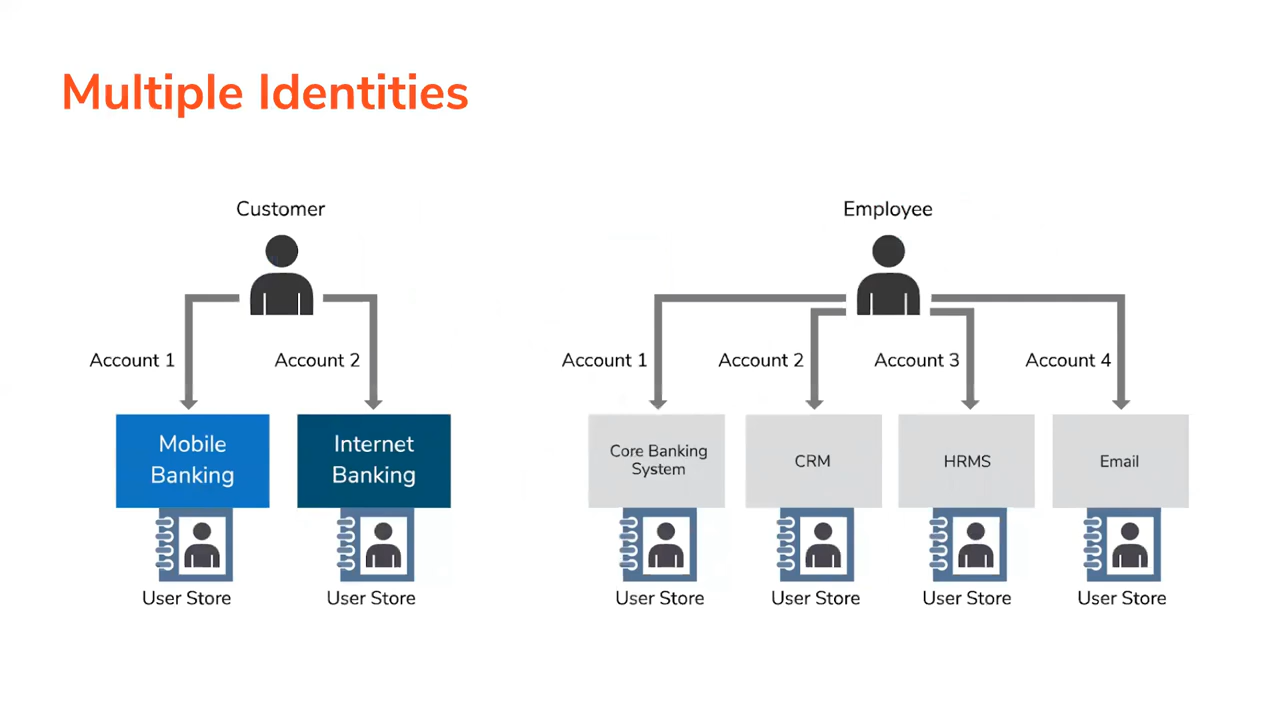 Multiple Identities
Customer
Account 1
Account 2
Mobile
Banking
Internet
Banking
User Store
User Store
Employee
Account 1
Account 2
Account 3
Account 4
Core Banking
System
CRM
HRMS
Email
User Store
User Store
User Store
User Store